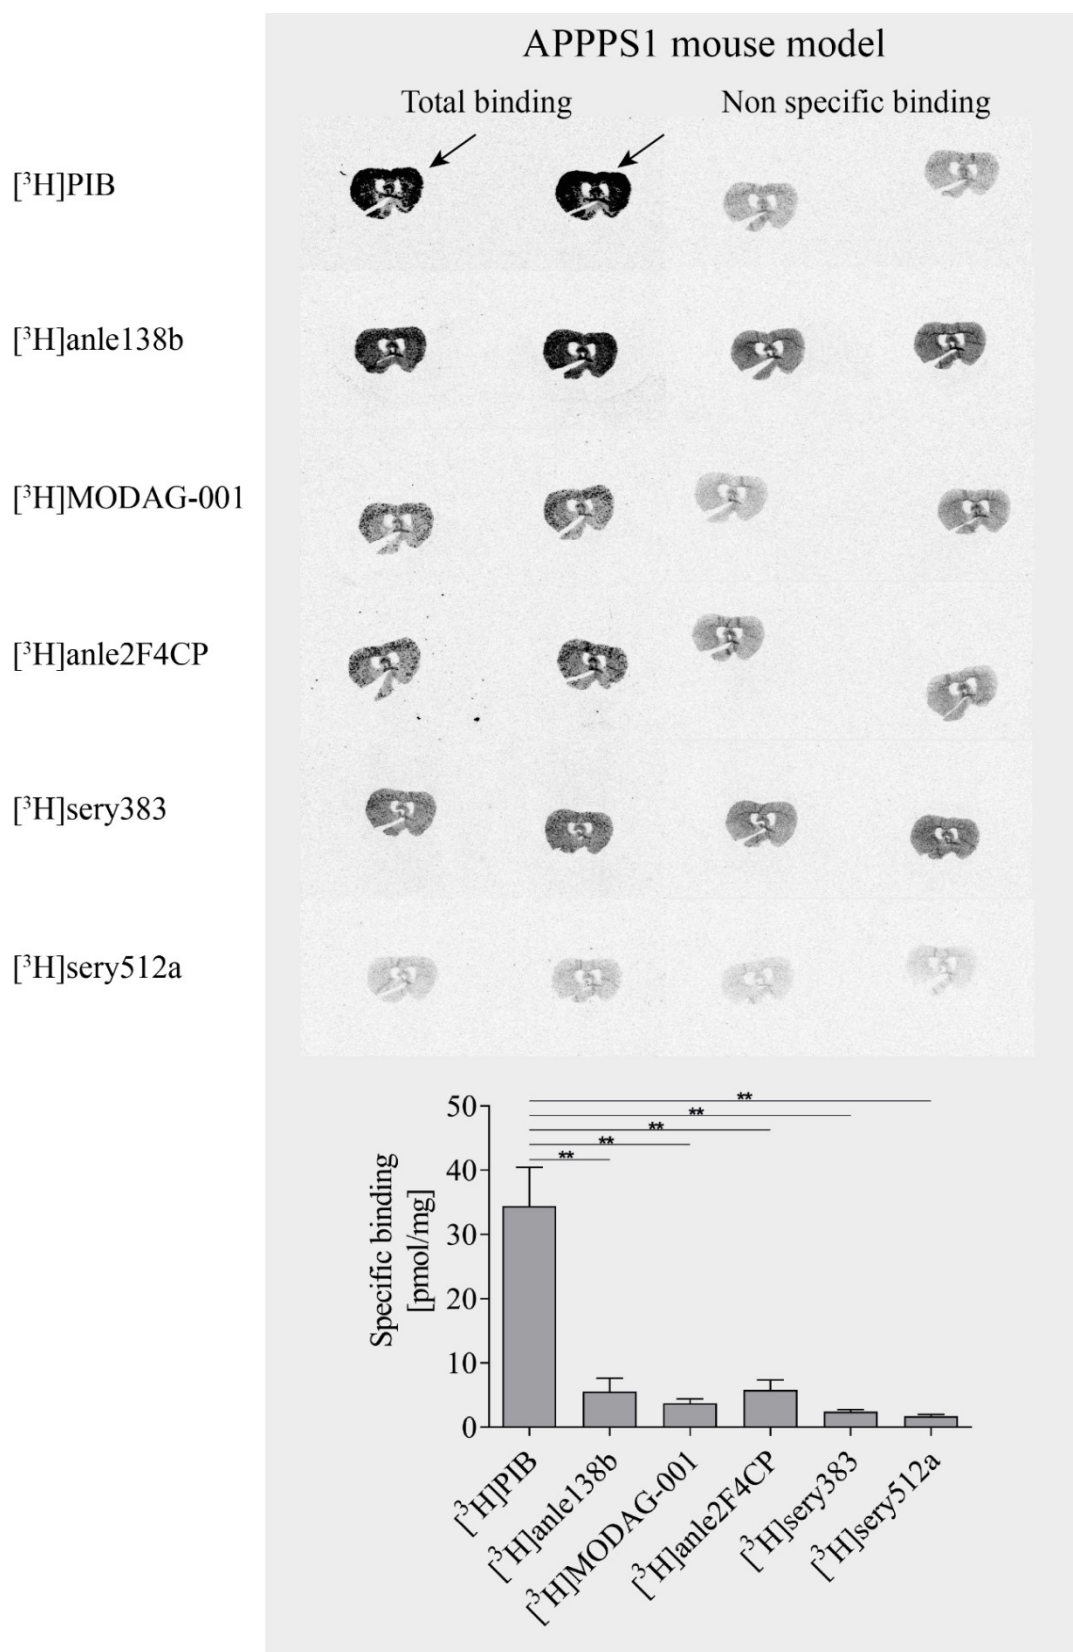 APPPS1 mouse model
Total binding Non specific binding
[³H]PIB
[³H]anle138b
[³H]MODAG-001
[³H]anle2F4CP
[³H]sery383
[³H]sery512a
50
40
30
20
10
0
Specific binding
[pmol/mg]
**
**
**
**
**
[³H]PIB
[³H]anle138b
[³H]MODAG-001
[³H]anle2F4CP
[³H]sery383
[³H]sery512a